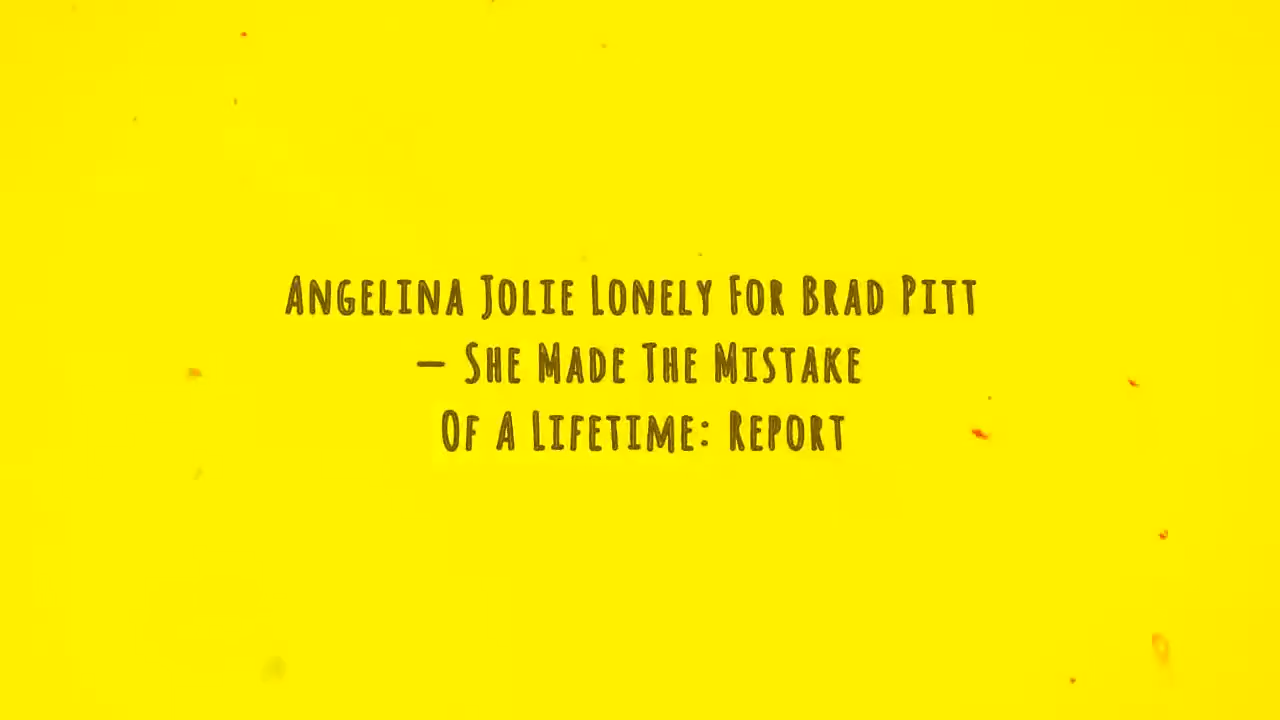 Angelina Jolie Lonely For Brad Pitt
– She Made The Mistake
Of A Lifetime: Report